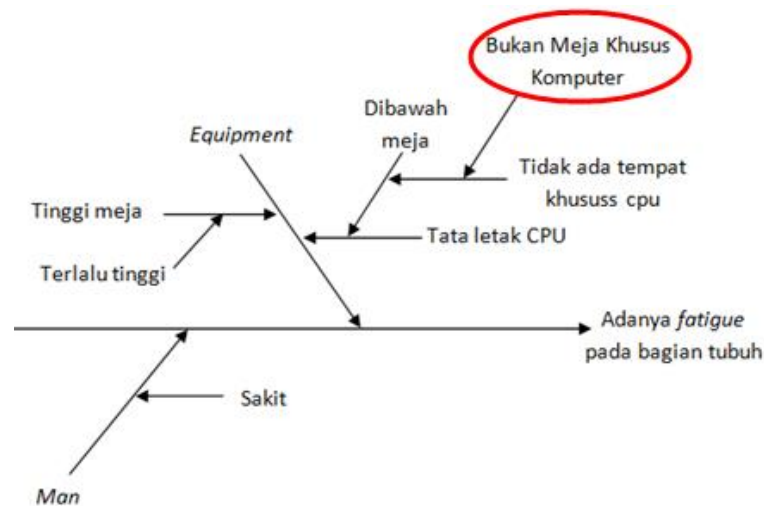 Bukan Meja Khusus
Komputer
Dibawah
meja
Equipment
Tidak ada tempat
khususs cpu
Tinggi meja
Tata letak CPU
Terlalu tinggi
Adanya fatigue
pada bagian tubuh
Sakit
Man